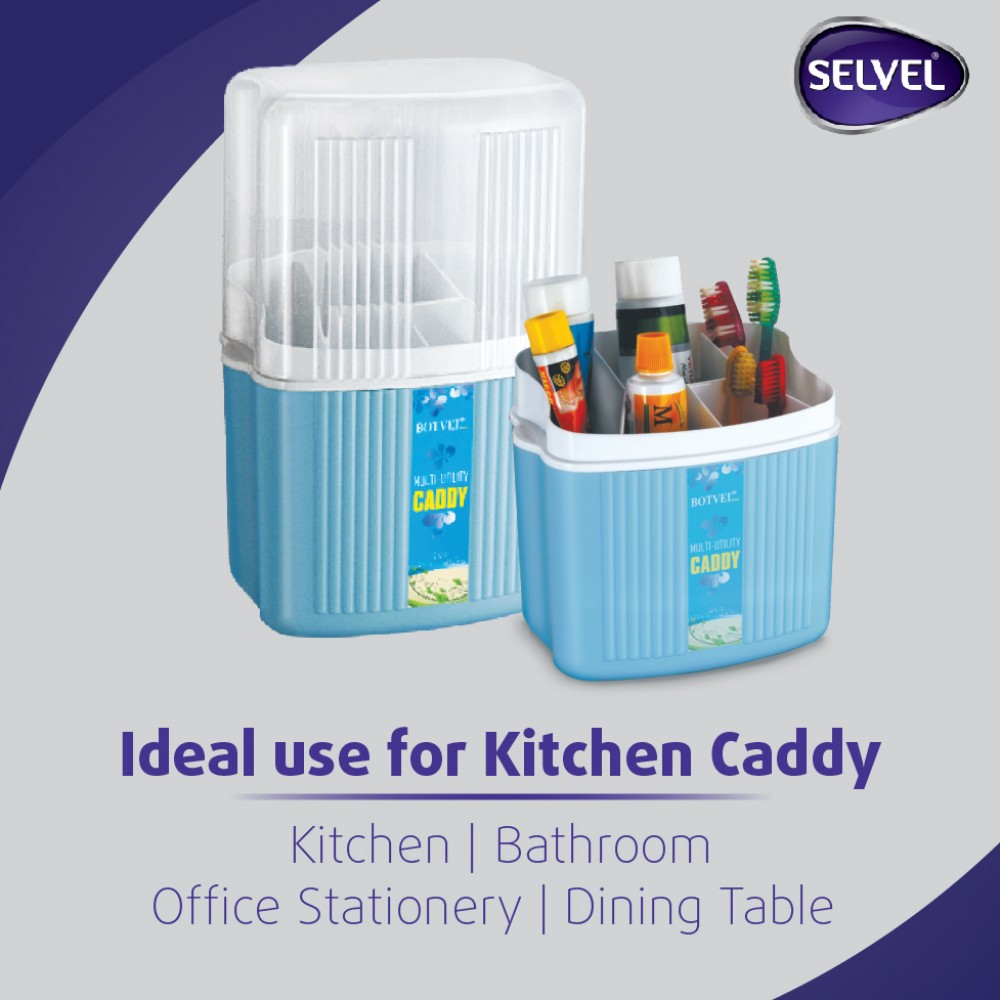 SELVEL®
BOTVEL
MULTI-UTILITY
CADDY
BOTVEL
MULTI-UTILITY
CADDY
M
Ideal use for Kitchen Caddy
Kitchen | Bathroom
Office Stationery | Dining Table